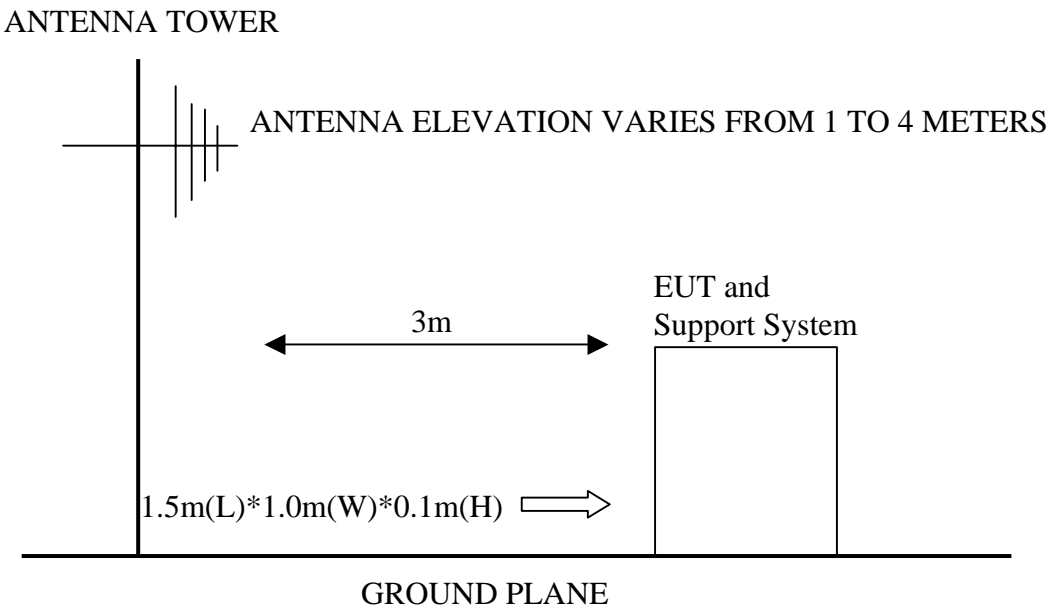 ANTENNA TOWER
ANTENNA ELEVATION VARIES FROM 1 TO 4 METERS
EUT and
Support System
3m
1.5m(L)*1.0m(W)*0.1m(H)
GROUND PLANE